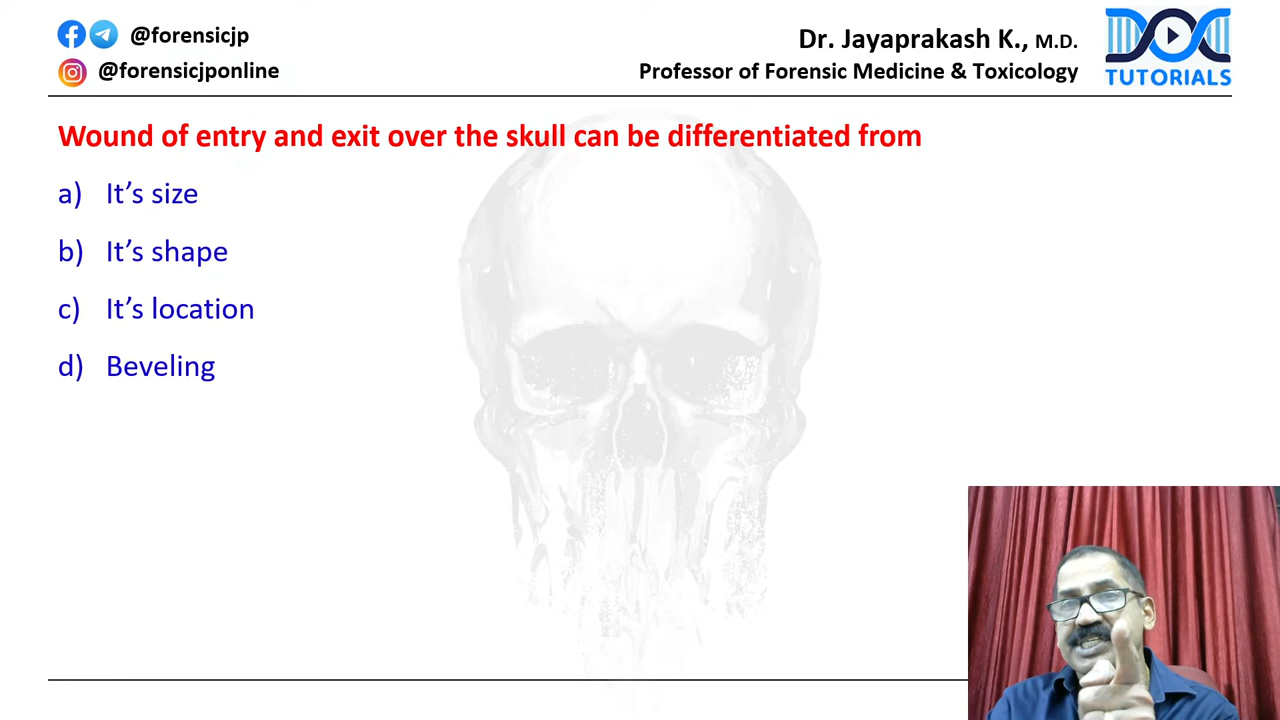 @forensicjp
@forensicjponline
Dr. Jayaprakash K., M.D.
Professor of Forensic Medicine & Toxicology
TUTORIALS
Wound of entry and exit over the skull can be differentiated from
a) It’s size
b) It’s shape
c) It’s location
d) Beveling